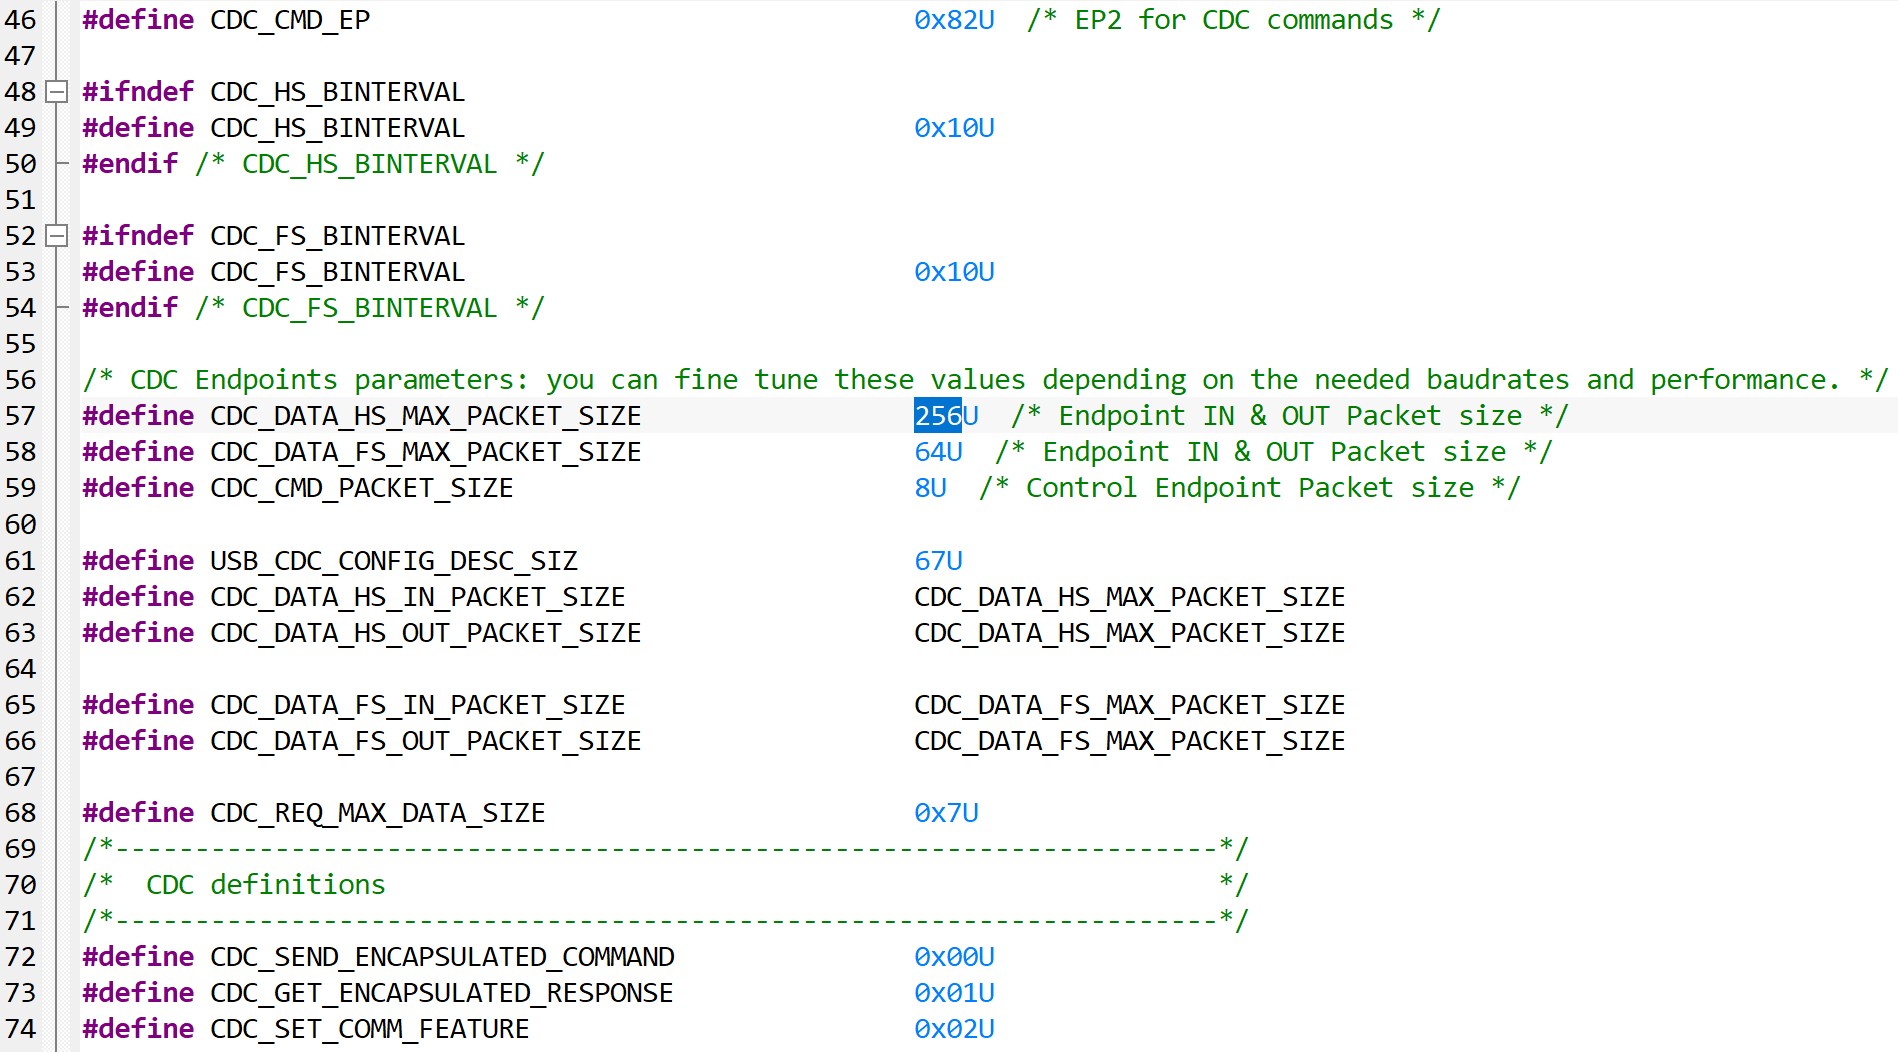 46 #define CDC_CMD_EP 0x82U /* EP2 for CDC commands */
47
48 #ifndef CDC_HS_BINTERVAL
49 #define CDC_HS_BINTERVAL 0x10U
50 #endif /* CDC_HS_BINTERVAL */
51
52 #ifndef CDC_FS_BINTERVAL
53 #define CDC_FS_BINTERVAL 0x10U
54 #endif /* CDC_FS_BINTERVAL */
55
56 /* CDC Endpoints parameters: you can fine tune these values depending on the needed baudrates and performance. */
57 #define CDC_DATA_HS_MAX_PACKET_SIZE 256U /* Endpoint IN & OUT Packet size */
58 #define CDC_DATA_FS_MAX_PACKET_SIZE 64U /* Endpoint IN & OUT Packet size */
59 #define CDC_CMD_PACKET_SIZE 8U /* Control Endpoint Packet size */
60
61 #define USB_CDC_CONFIG_DESC_SIZ 67U
62 #define CDC_DATA_HS_IN_PACKET_SIZE CDC_DATA_HS_MAX_PACKET_SIZE
63 #define CDC_DATA_HS_OUT_PACKET_SIZE CDC_DATA_HS_MAX_PACKET_SIZE
64
65 #define CDC_DATA_FS_IN_PACKET_SIZE CDC_DATA_FS_MAX_PACKET_SIZE
66 #define CDC_DATA_FS_OUT_PACKET_SIZE CDC_DATA_FS_MAX_PACKET_SIZE
67
68 #define CDC_REQ_MAX_DATA_SIZE 0x7U
69 /*---------------------------------------------------------------------*/
70 /*  CDC definitions                                                    */
71 /*---------------------------------------------------------------------*/
72 #define CDC_SEND_ENCAPSULATED_COMMAND 0x00U
73 #define CDC_GET_ENCAPSULATED_RESPONSE 0x01U
74 #define CDC_SET_COMM_FEATURE 0x02U